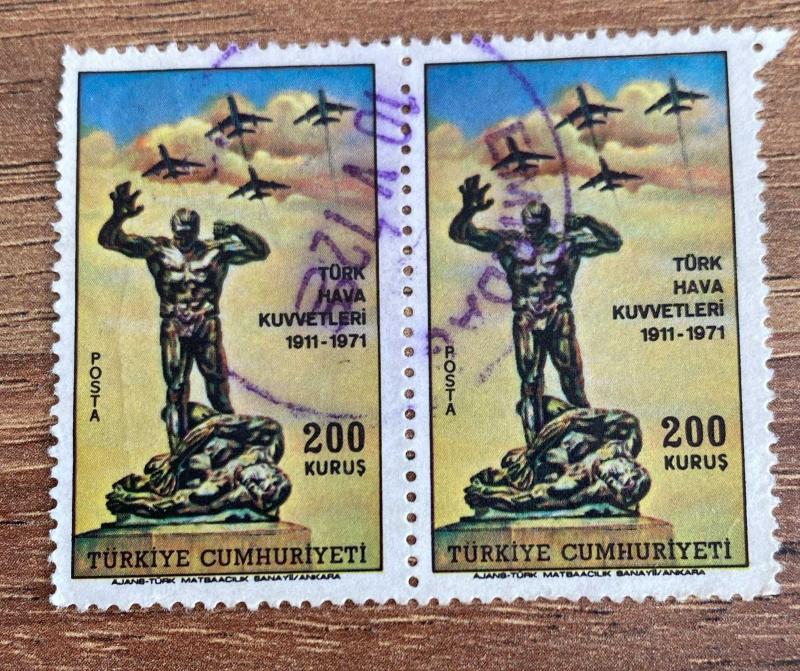 TÜRK
HAVA
KUVVETLERİ
1911-1971
POSTA
200
KURUŞ
TÜRKİYE CUMHURİYETİ
AJANS-TÜRK MATBAACILIK SANAYİİ/ANKARA
TÜRK
HAVA
KUVVETLERİ
1911-1971
POSTA
200
KURUŞ
TÜRKİYE CUMHURİYETİ
AJANS-TÜRK MATBAACILIK SANAYİİ/ANKARA